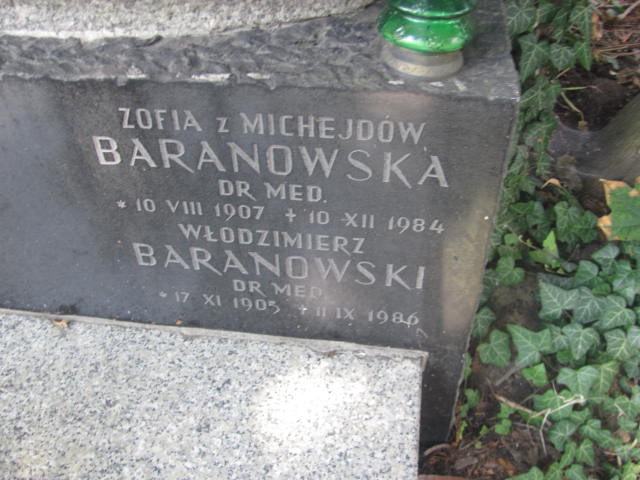 ZOFIA z MICHEJDÓW
BARANOWSKA
DR MED.
* 10 VIII 1907 + 10 XII 1984
WŁODZIMIERZ
BARANOWSKI
DR MED.
* 17 XI 1905 + 11 IX 1986